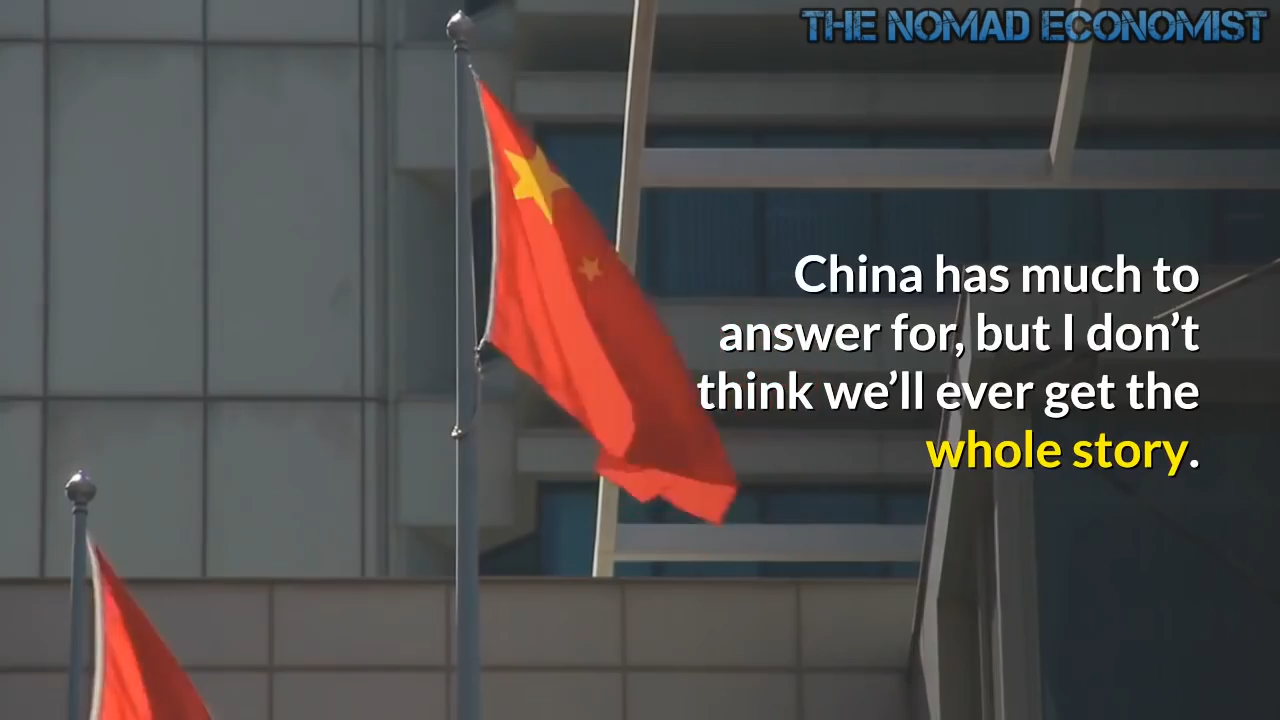 THE NOMAD ECONOMIST
China has much to
answer for, but I don’t
think we’ll ever get the
whole story.